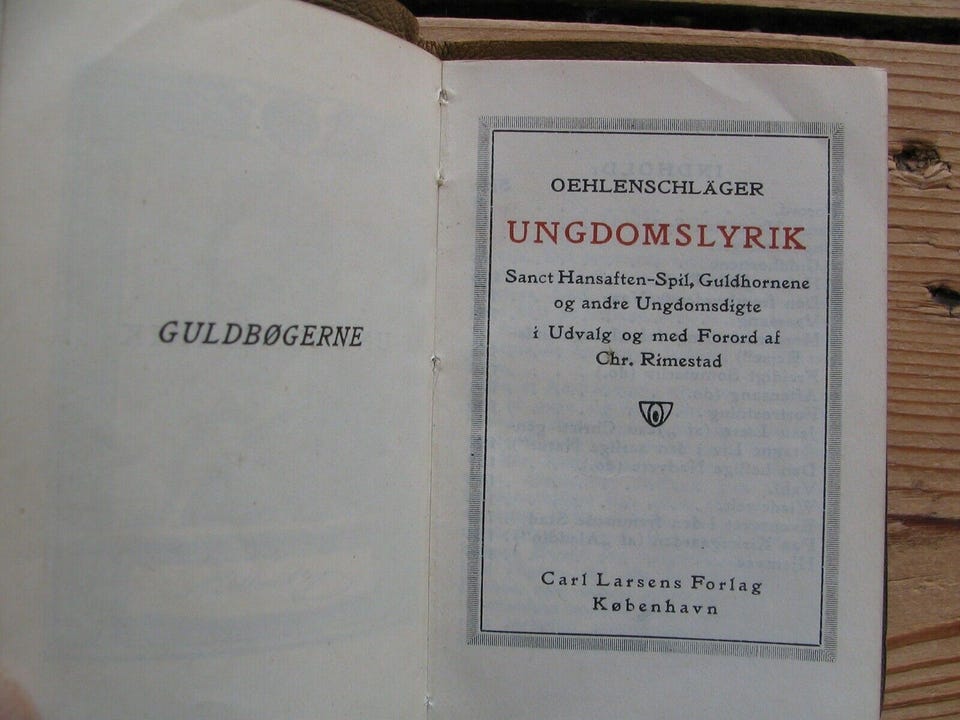 GULDBØGERNE
OEHLENSCHLÄGER
UNGDOMSLYRIK
Sanct Hansaften-Spil, Guldhornene
og andre Ungdomsdigte
i Udvalg og med Forord af
Chr. Rimestad
Carl Larsens Forlag
København